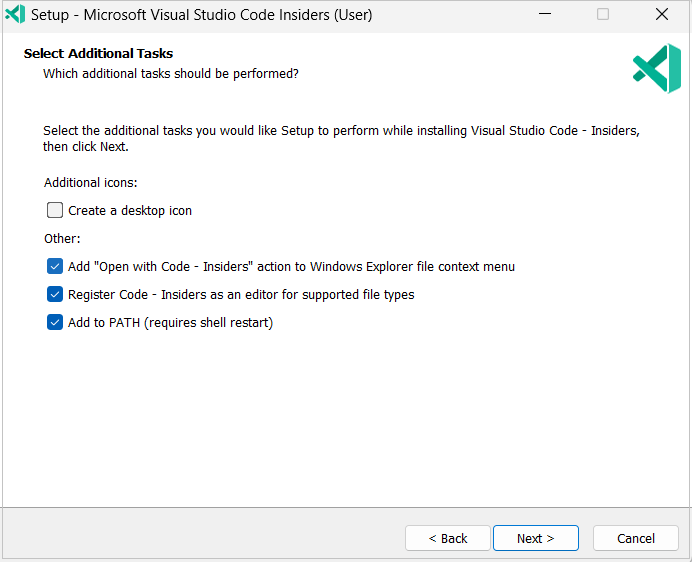 Setup - Microsoft Visual Studio Code Insiders (User)
Select Additional Tasks
Which additional tasks should be performed?
Select the additional tasks you would like Setup to perform while installing Visual Studio Code - Insiders,
then click Next.
Additional icons:
Create a desktop icon
Other:
Add "Open with Code - Insiders" action to Windows Explorer file context menu
Register Code - Insiders as an editor for supported file types
Add to PATH (requires shell restart)
< Back
Next >
Cancel